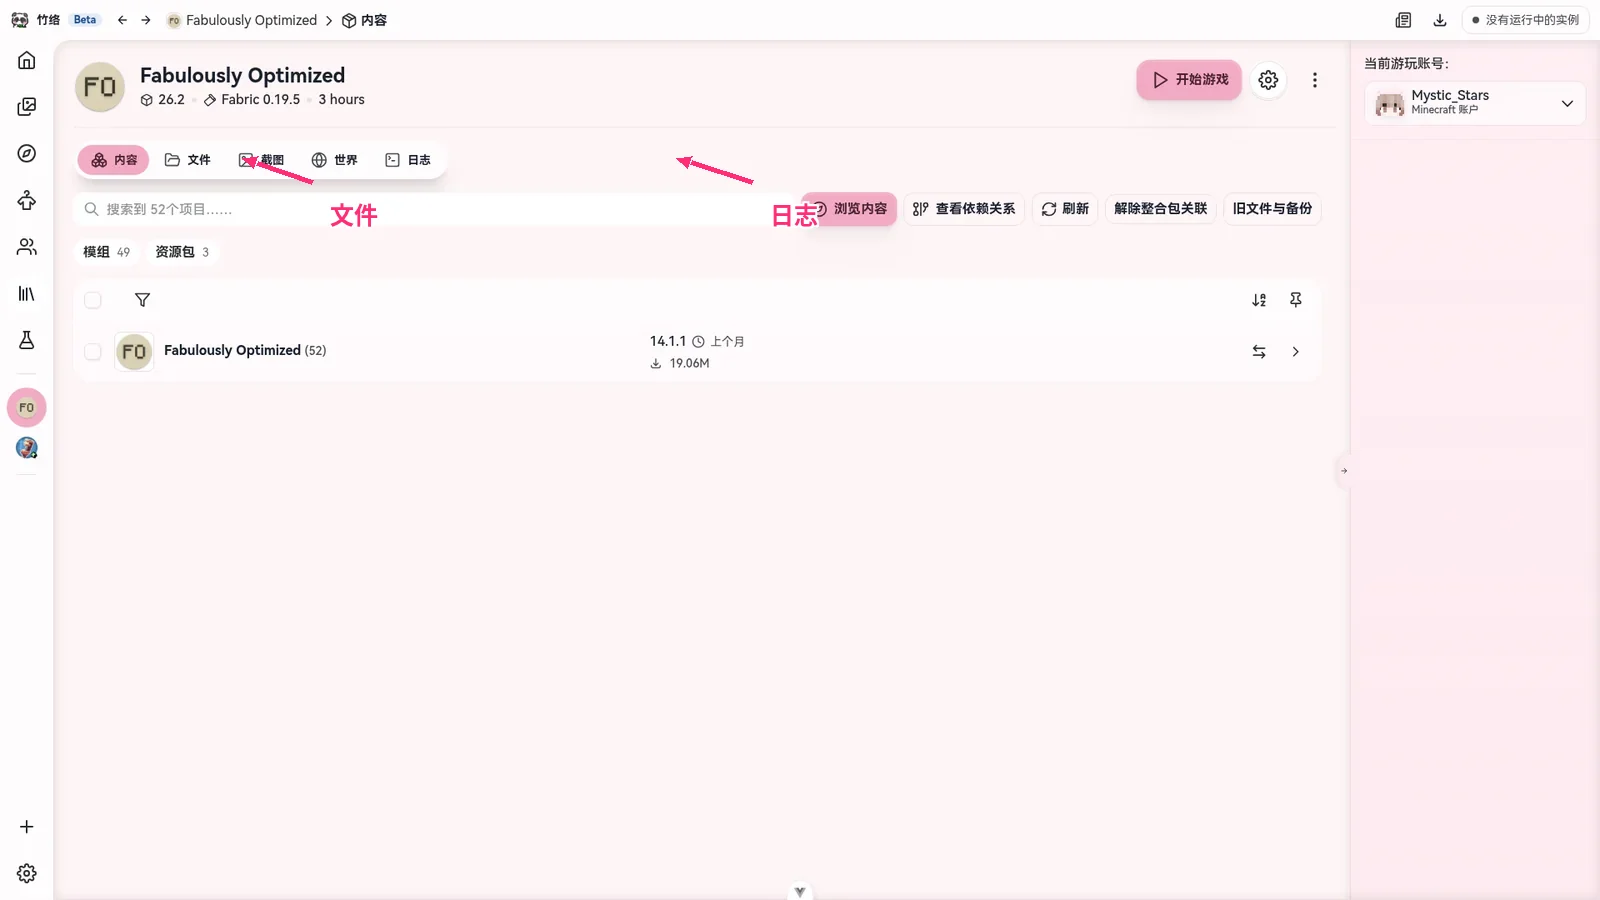 竹络 Beta Fabulously Optimized 内容 没有运行中的实例
当前游玩账号:
Fabulously Optimized
26.2 Fabric 0.19.5 3 hours
开始游戏
Mystic_Stars
Minecraft 账户
内容 文件 截图 世界 日志
搜索到 52个项目......
文件
日志
浏览内容 查看依赖关系 刷新 解除整合包关联 旧文件与备份
模组 49 资源包 3
Fabulously Optimized (52)
14.1.1 上个月
19.06M
FO
FO
FO